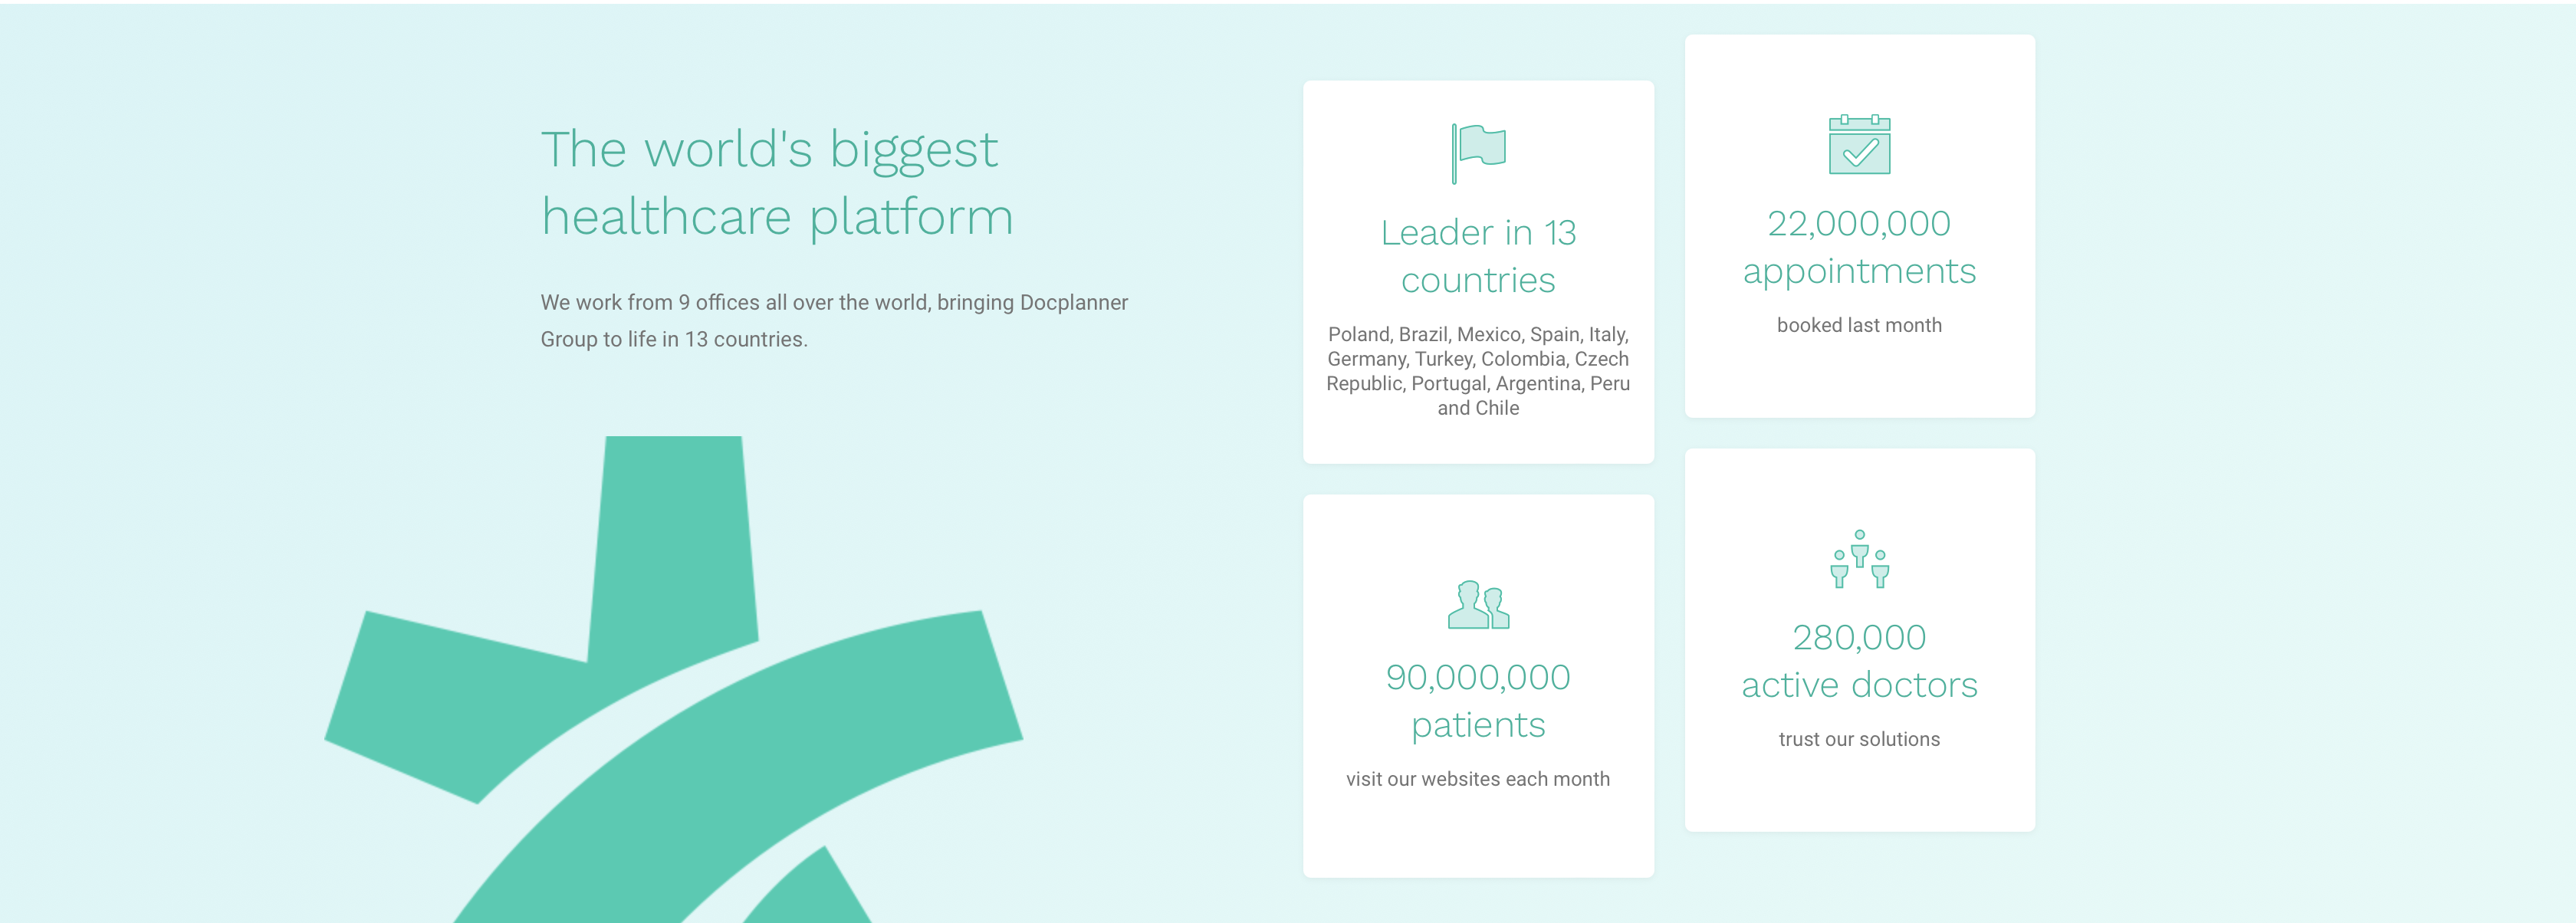 The world's biggest
healthcare platform
We work from 9 offices all over the world, bringing Docplanner
Group to life in 13 countries.
Leader in 13
countries
Poland, Brazil, Mexico, Spain, Italy,
Germany, Turkey, Colombia, Czech
Republic, Portugal, Argentina, Peru
and Chile
22,000,000
appointments
booked last month
90,000,000
patients
visit our websites each month
280,000
active doctors
trust our solutions